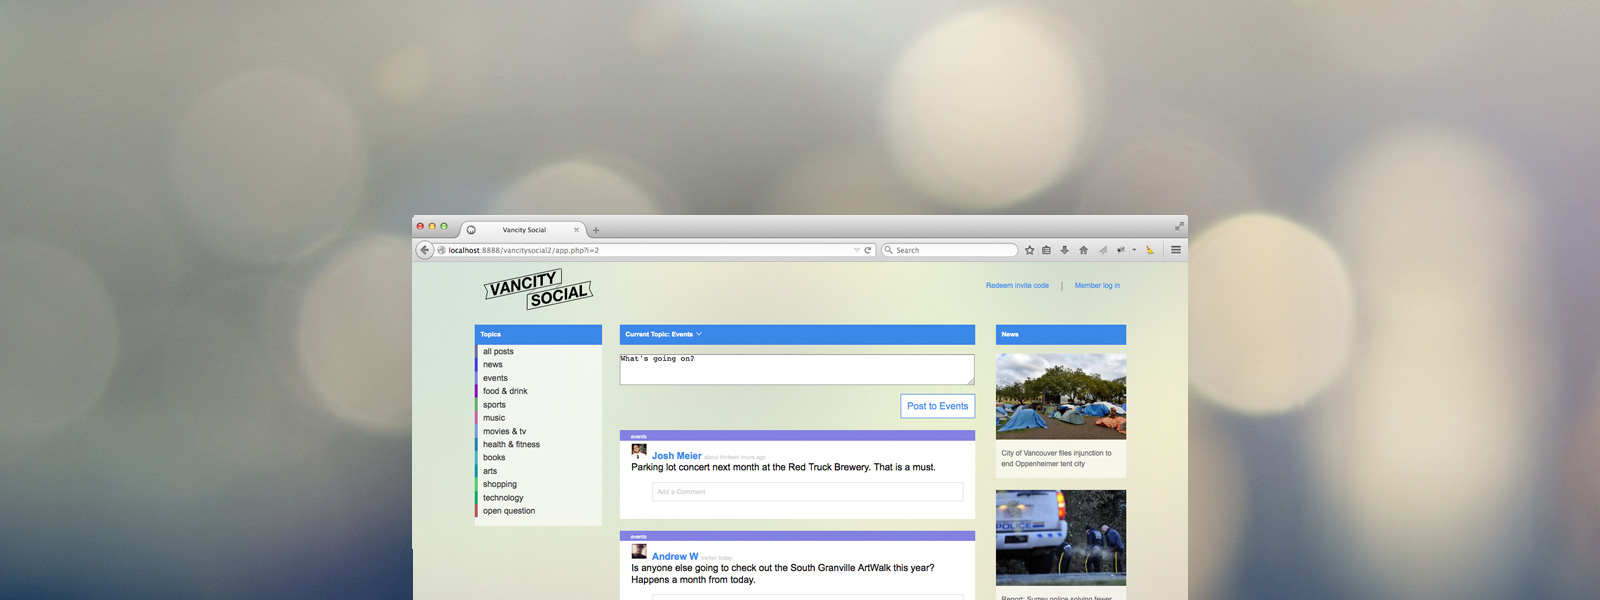 Vancity Social
localhost:8888/vancitysocial2/app.php?i=2
Search
VANCITY
SOCIAL
Redeem invite code | Member log in
Topics
all posts
news
events
food & drink
sports
music
movies & tv
health & fitness
books
arts
shopping
technology
open question
Current Topic: Events
What's going on?
Post to Events
events
Josh Meier about thirteen hours ago
Parking lot concert next month at the Red Truck Brewery. That is a must.
Add a Comment
events
Andrew W earlier today
Is anyone else going to check out the South Granville ArtWalk this year?
Happens a month from today.
News
City of Vancouver files injunction to
end Oppenheimer tent city
POLICE
Report: Surrey police solving fewer